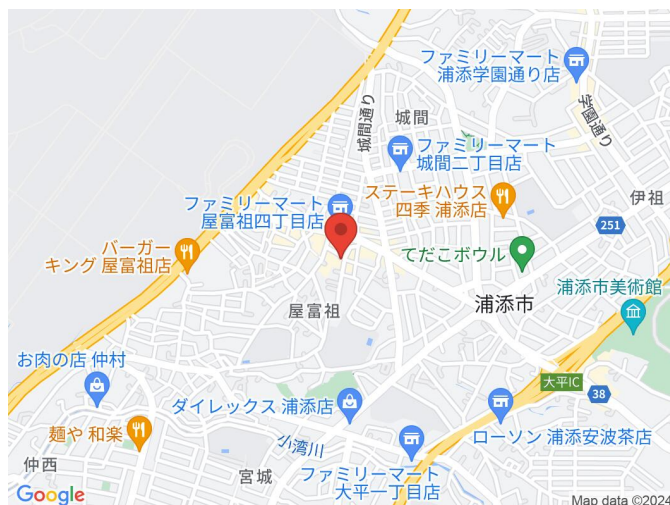 ファミリーマート
浦添学園通り店
学園通り
城間通り
城間
ファミリーマート
城間二丁目店
伊祖
ステーキハウス
四季 浦添店
ファミリーマート
屋富祖四丁目店
251
バーガー
キング 屋富祖店
てだこボウル
浦添市美術館
浦添市
屋富祖
お肉の店 仲村
大平IC
38
ダイレックス 浦添店
ローソン 浦添安波茶店
麺や 和楽
小湾川
仲西
宮城
ファミリーマート
大平一丁目店
Google
Map data ©2024